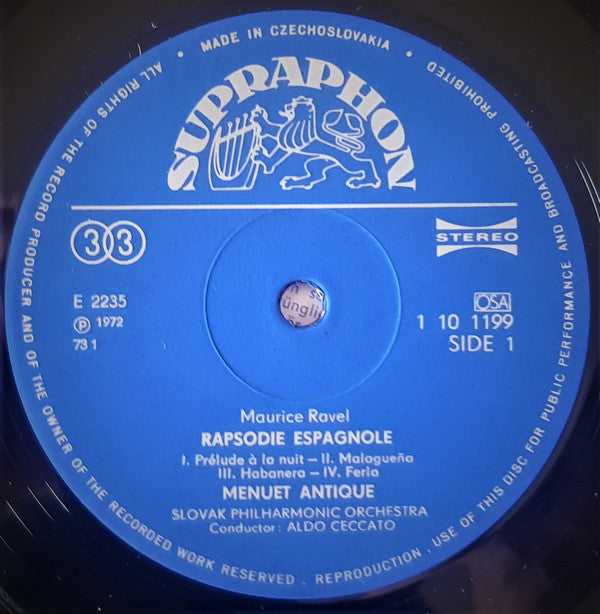 ALL RIGHTS OF THE RECORD PRODUCER AND OF THE OWNER OF THE RECORDED WORK RESERVED . REPRODUCTION , USE OF THIS DISC FOR PUBLIC PERFORMANCE AND BROADCASTING PROHIBITED
• MADE IN CZECHOSLOVAKIA •
SUPRAPHON
33
STEREO
E 2235
Ⓟ 1972
73 1
OSA
1 10 1199
SIDE 1
üngli
Maurice Ravel
RAPSODIE ESPAGNOLE
I. Prélude à la nuit – II. Malagueña
III. Habanera – IV. Feria
MENUET ANTIQUE
SLOVAK PHILHARMONIC ORCHESTRA
Conductor: ALDO CECCATO